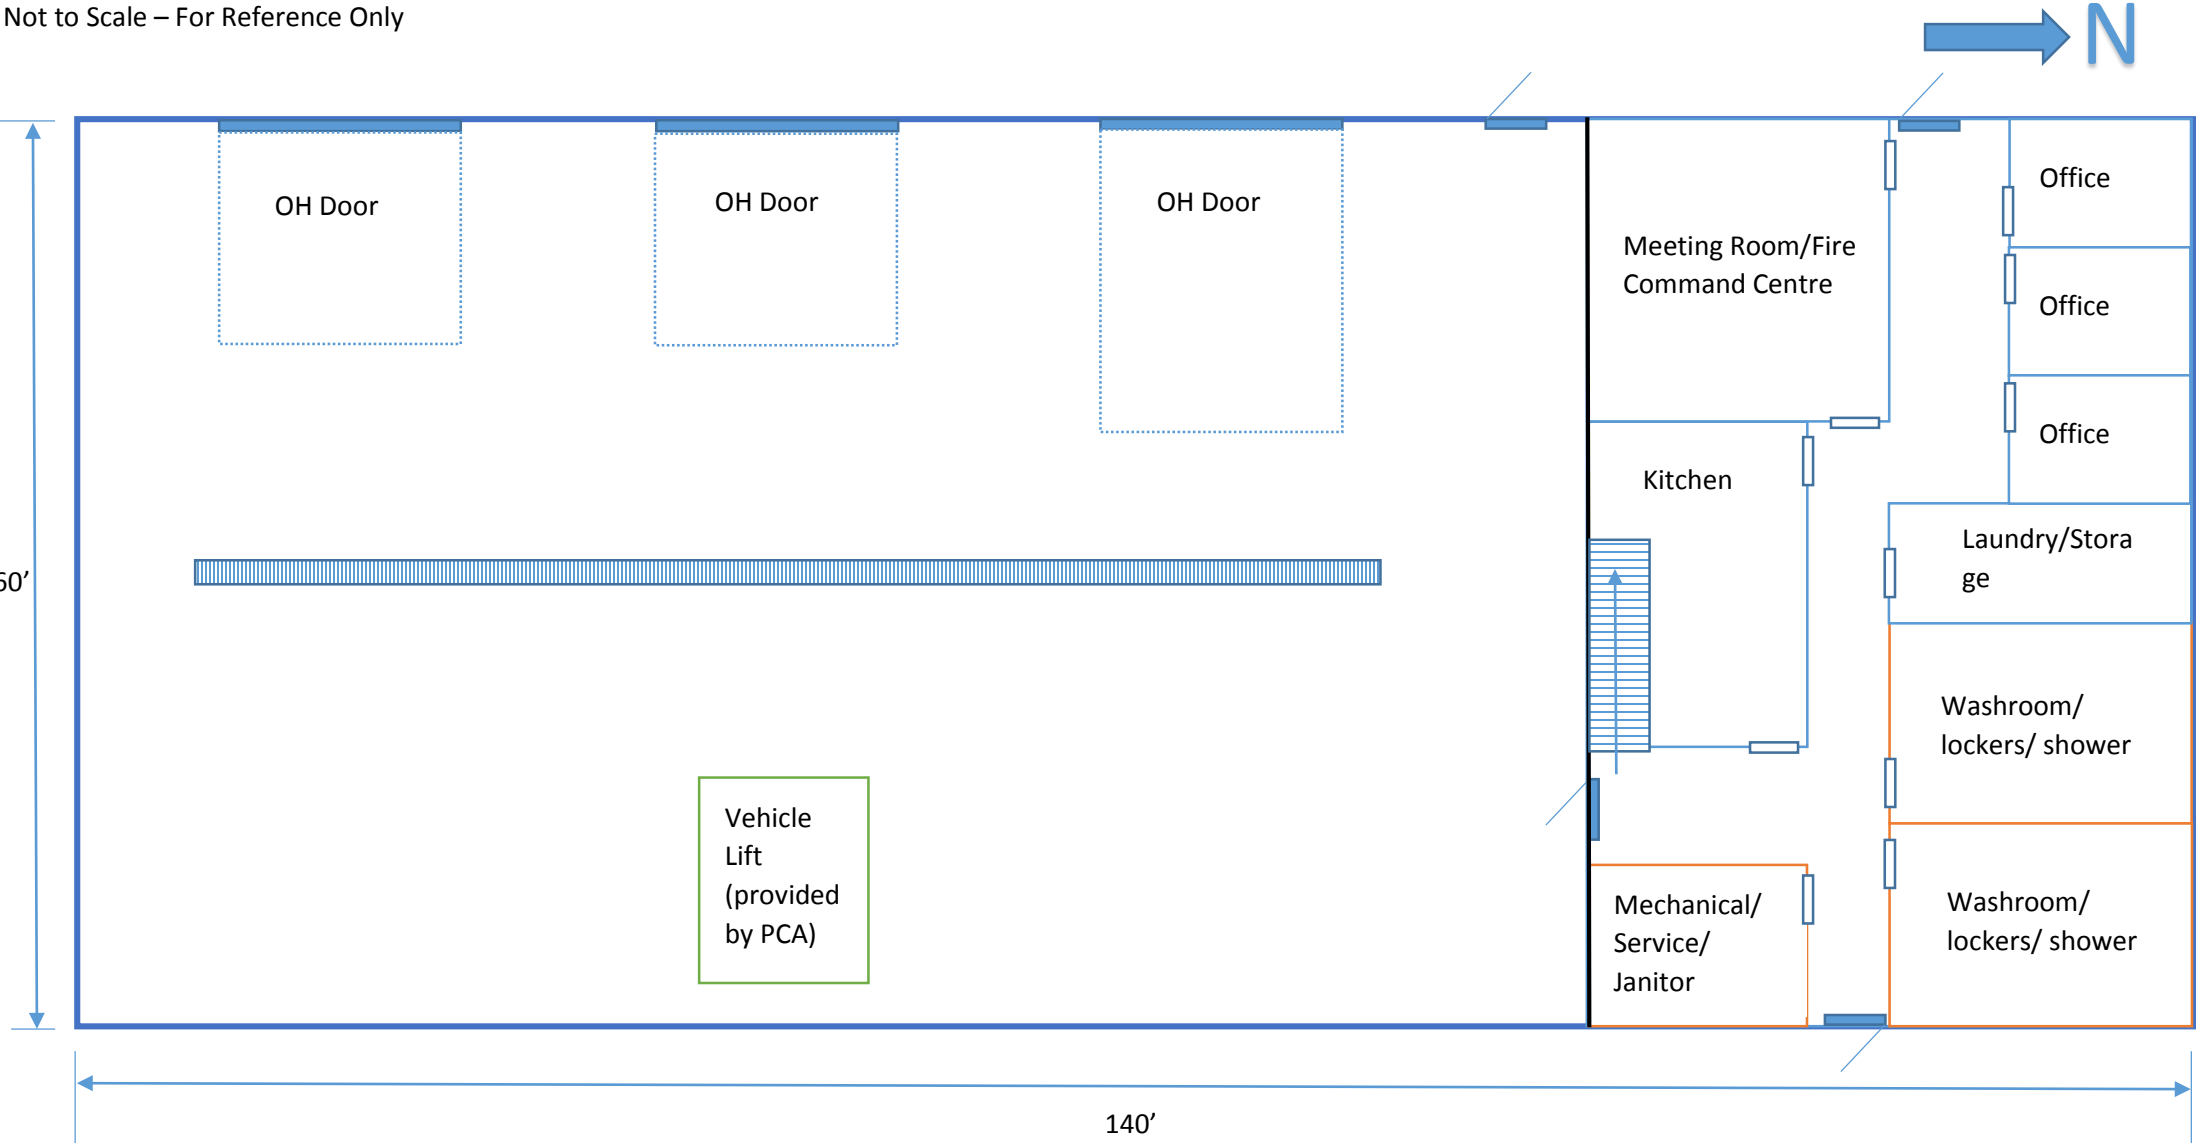 Not to Scale – For Reference Only
N
OH Door
OH Door
OH Door
Office
Meeting Room/Fire
Command Centre
Office
Office
Kitchen
Laundry/Stora
ge
60’
Washroom/
lockers/ shower
Vehicle
Lift
(provided
by PCA)
Mechanical/
Service/
Janitor
Washroom/
lockers/ shower
140’